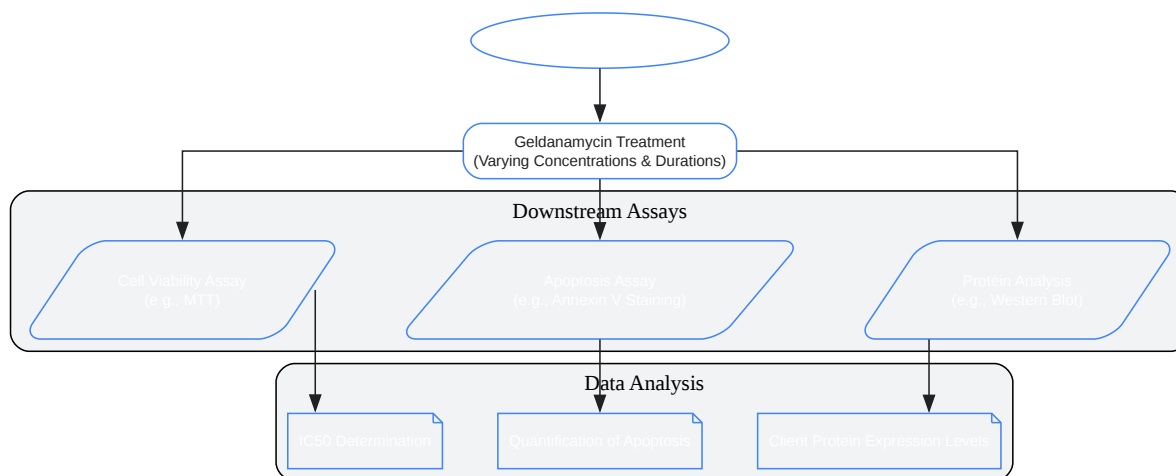 Geldanamycin Treatment
(Varying Concentrations & Durations)
Downstream Assays
Cell Viability Assay
(e.g., MTT)
Apoptosis Assay
(e.g., Annexin V Staining)
Protein Analysis
(e.g., Western Blot)
Data Analysis
IC50 Determination
Quantification of Apoptosis
Client Protein Expression Levels